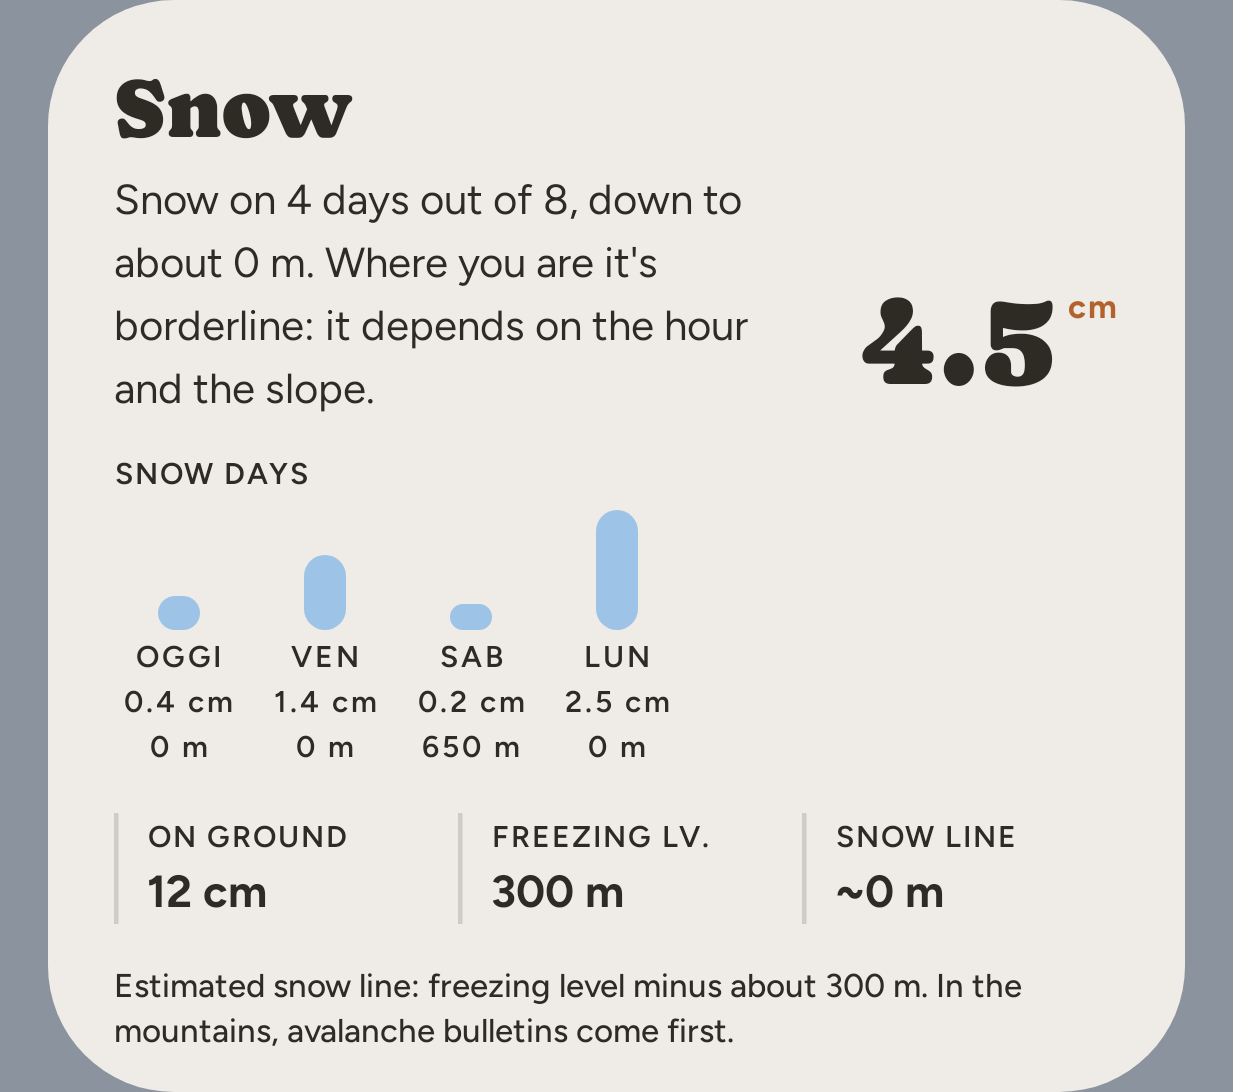 Snow
Snow on 4 days out of 8, down to
about 0 m. Where you are it's
borderline: it depends on the hour
and the slope.
4.5 cm
SNOW DAYS
OGGI VEN SAB LUN
0.4 cm 1.4 cm 0.2 cm 2.5 cm
0 m 0 m 650 m 0 m
ON GROUND FREEZING LV. SNOW LINE
12 cm 300 m ~0 m
Estimated snow line: freezing level minus about 300 m. In the
mountains, avalanche bulletins come first.